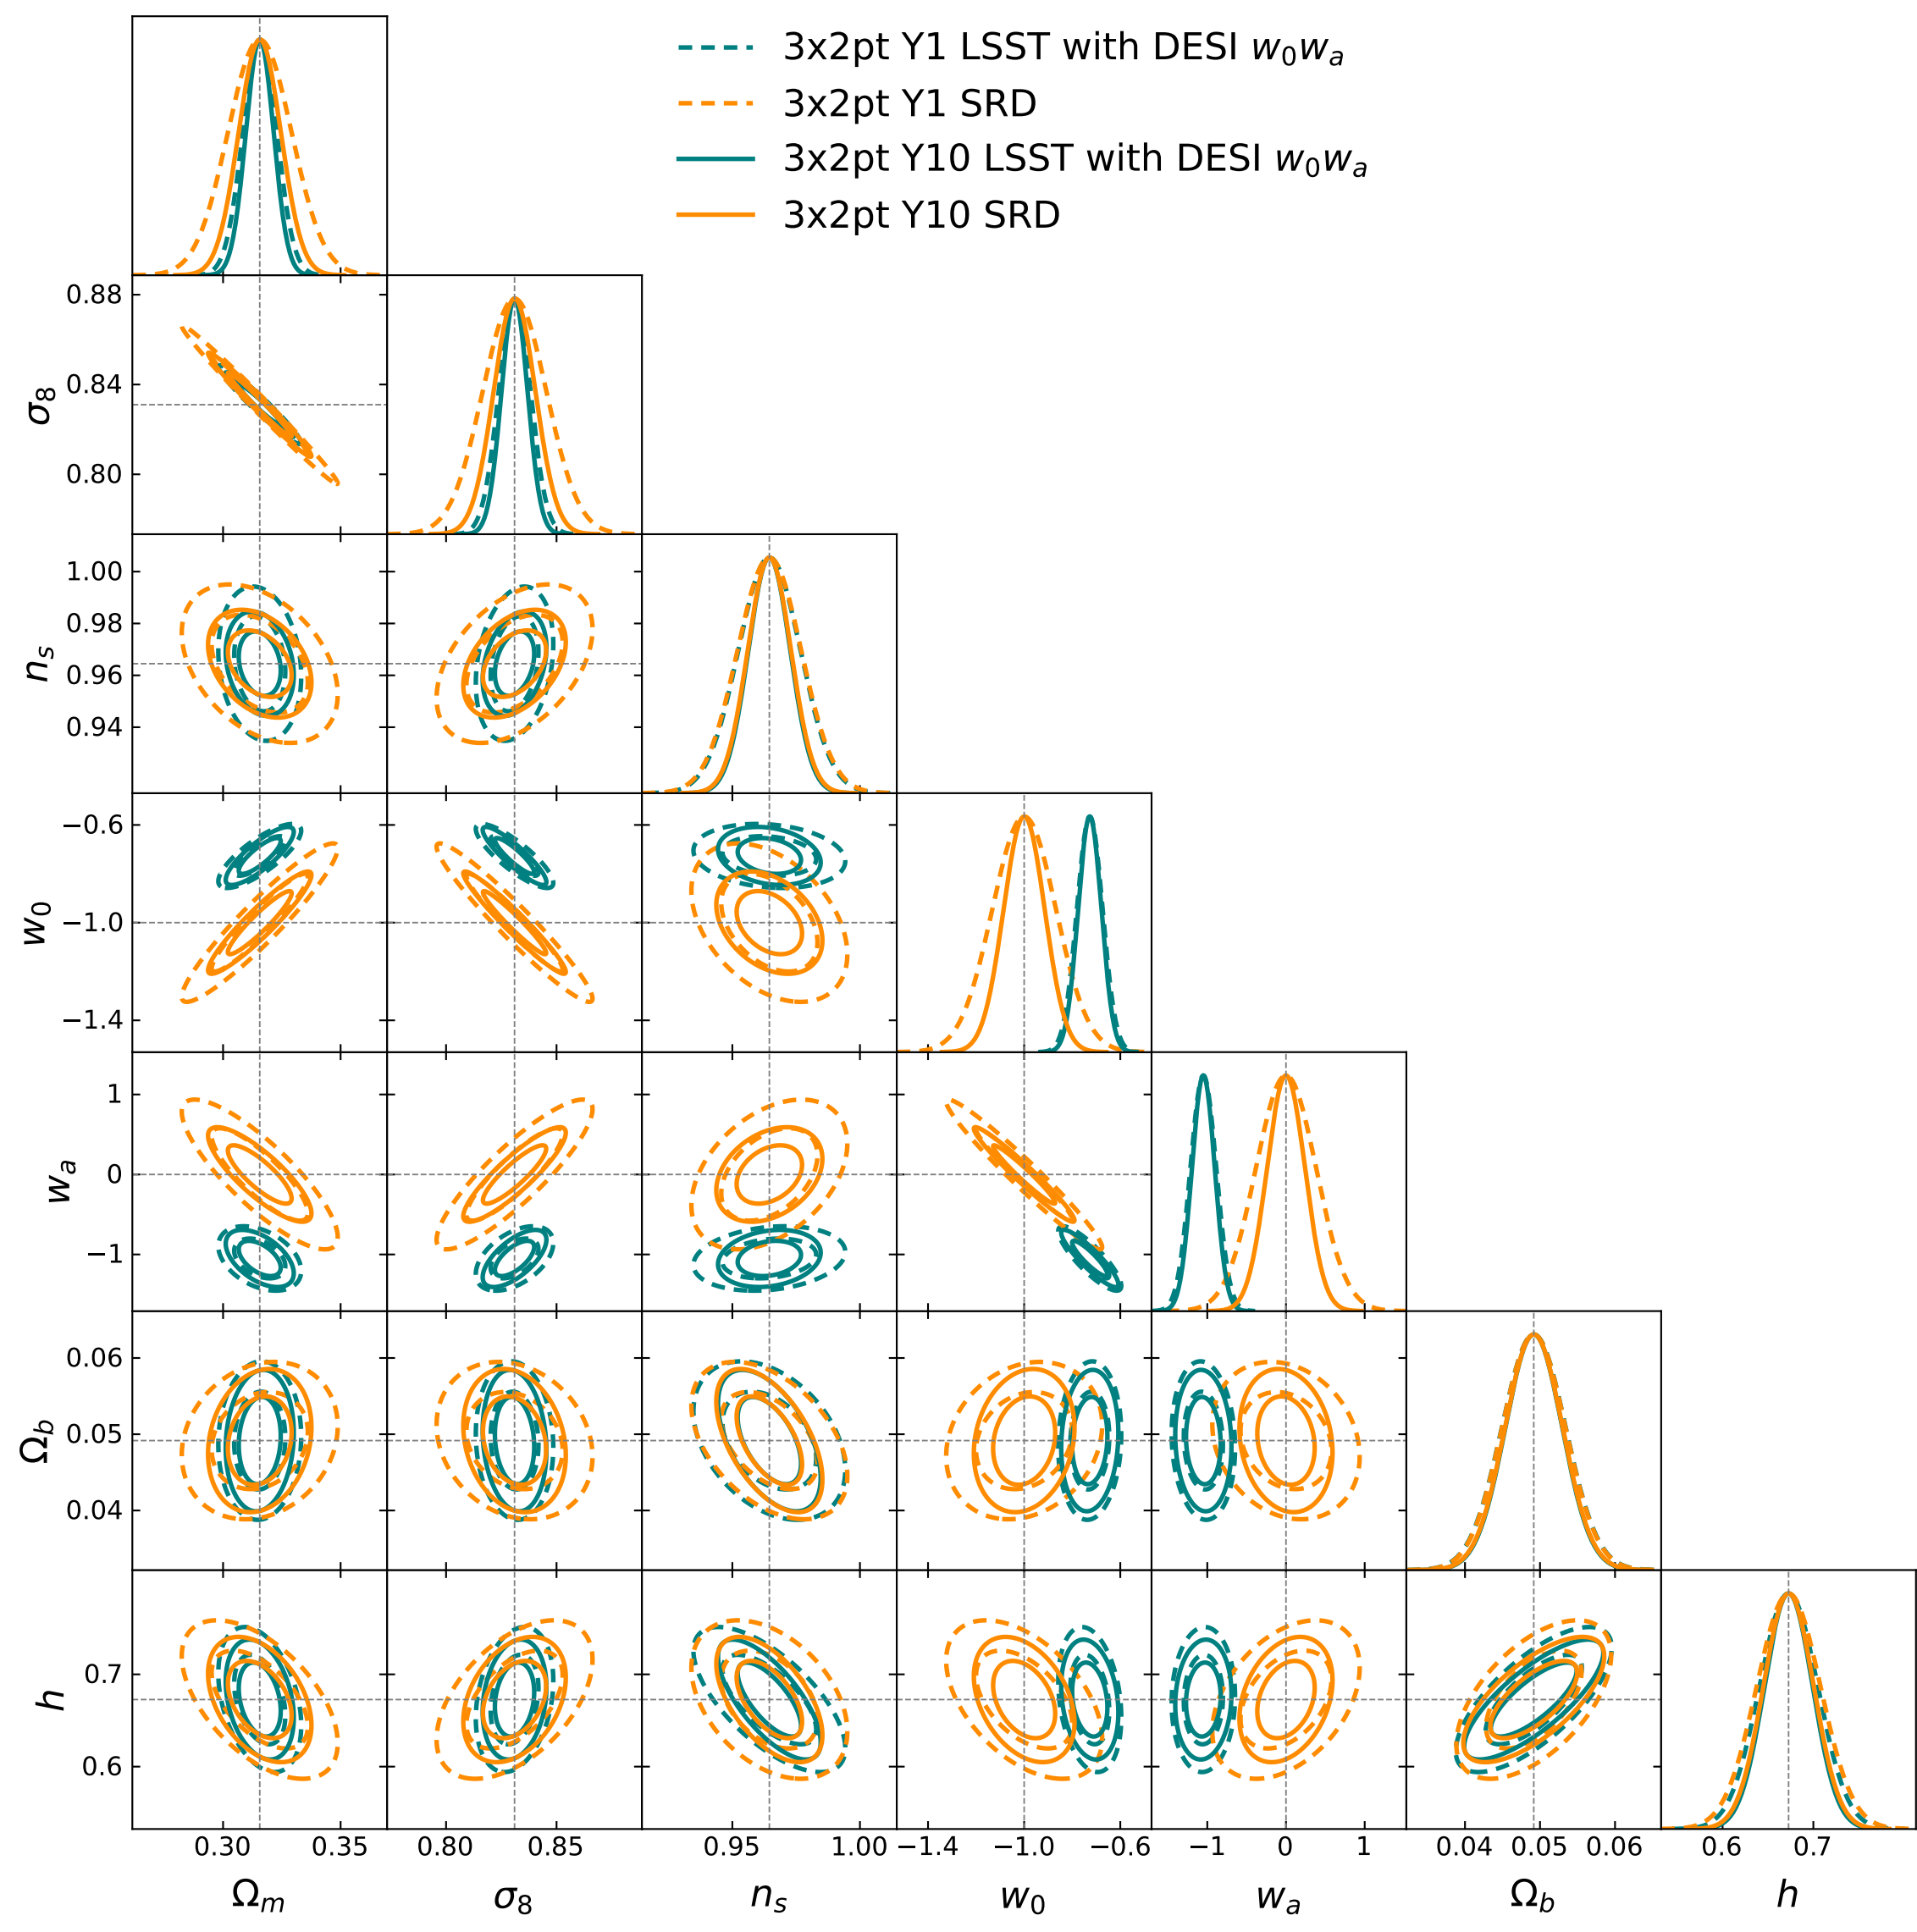 3x2pt Y1 LSST with DESI w₀wₐ
3x2pt Y1 SRD
3x2pt Y10 LSST with DESI w₀wₐ
3x2pt Y10 SRD
0.88
0.84
0.80
σ₈
1.00
0.98
0.96
0.94
nₛ
−0.6
−1.0
−1.4
w₀
1
0
−1
wₐ
0.06
0.05
0.04
Ω_b
0.7
0.6
h
0.30 0.35 0.80 0.85 0.95 1.00 −1.4 −1.0 −0.6 −1 0 1 0.04 0.05 0.06 0.6 0.7
Ωₘ σ₈ nₛ w₀ wₐ Ω_b h